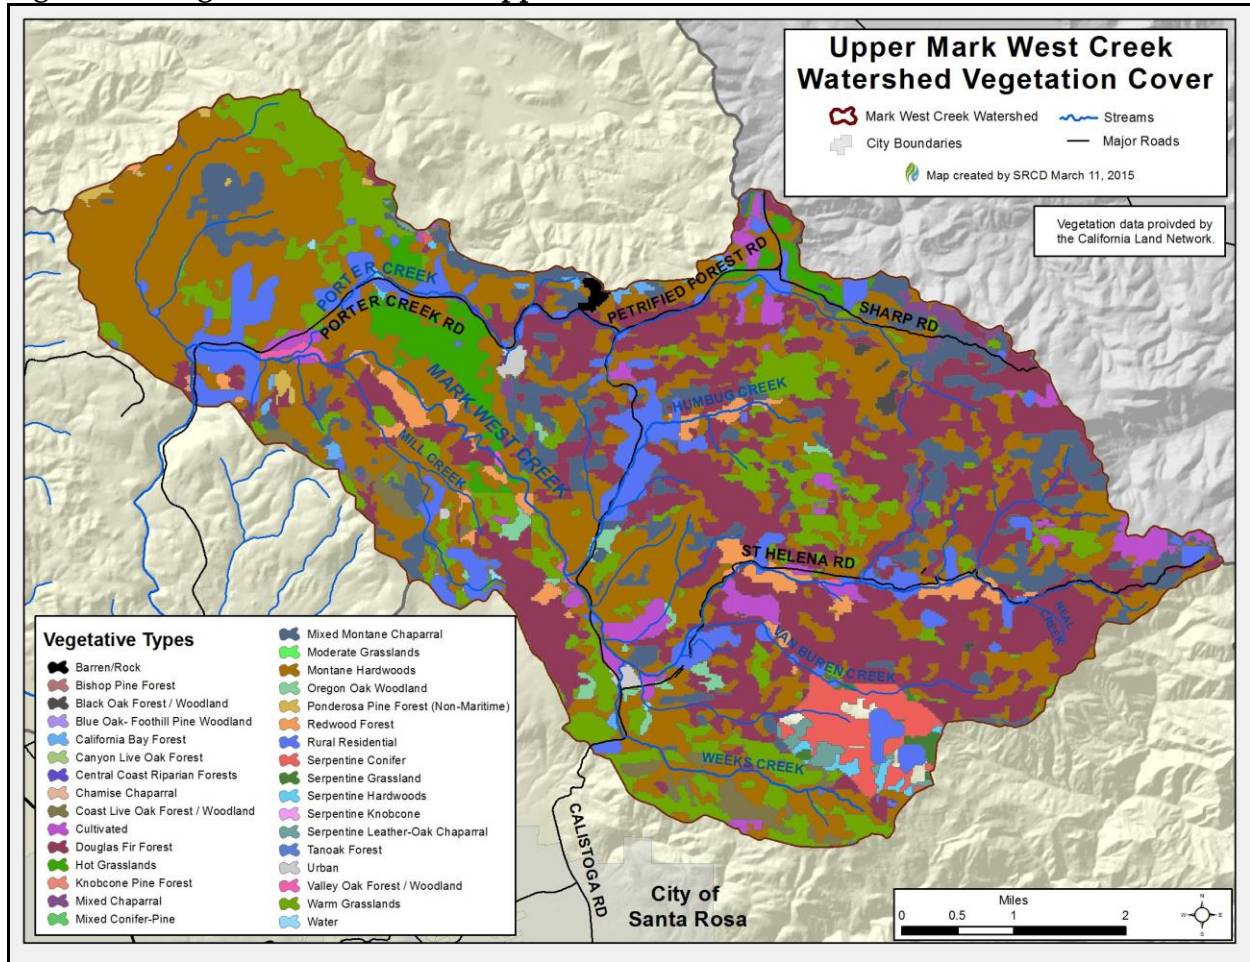 Upper Mark West Creek
Watershed Vegetation Cover
Mark West Creek Watershed
Streams
City Boundaries
Major Roads
Map created by SRCD March 11, 2015
Vegetation data proivded by
the California Land Network.
PORTER CREEK
PORTER CREEK RD
PETRIFIED FOREST RD
SHARP RD
MARK WEST CREEK
HUMBUG CREEK
MILL CREEK
ST HELENA RD
NEAL CREEK
VAN BUREN CREEK
WEEKS CREEK
CALISTOGA RD
City of
Santa Rosa
Vegetative Types
Barren/Rock
Bishop Pine Forest
Black Oak Forest / Woodland
Blue Oak- Foothill Pine Woodland
California Bay Forest
Canyon Live Oak Forest
Central Coast Riparian Forests
Chamise Chaparral
Coast Live Oak Forest / Woodland
Cultivated
Douglas Fir Forest
Hot Grasslands
Knobcone Pine Forest
Mixed Chaparral
Mixed Conifer-Pine
Mixed Montane Chaparral
Moderate Grasslands
Montane Hardwoods
Oregon Oak Woodland
Ponderosa Pine Forest (Non-Maritime)
Redwood Forest
Rural Residential
Serpentine Conifer
Serpentine Grassland
Serpentine Hardwoods
Serpentine Knobcone
Serpentine Leather-Oak Chaparral
Tanoak Forest
Urban
Valley Oak Forest / Woodland
Warm Grasslands
Water
Miles
0 0.5 1 2
N
W E
S